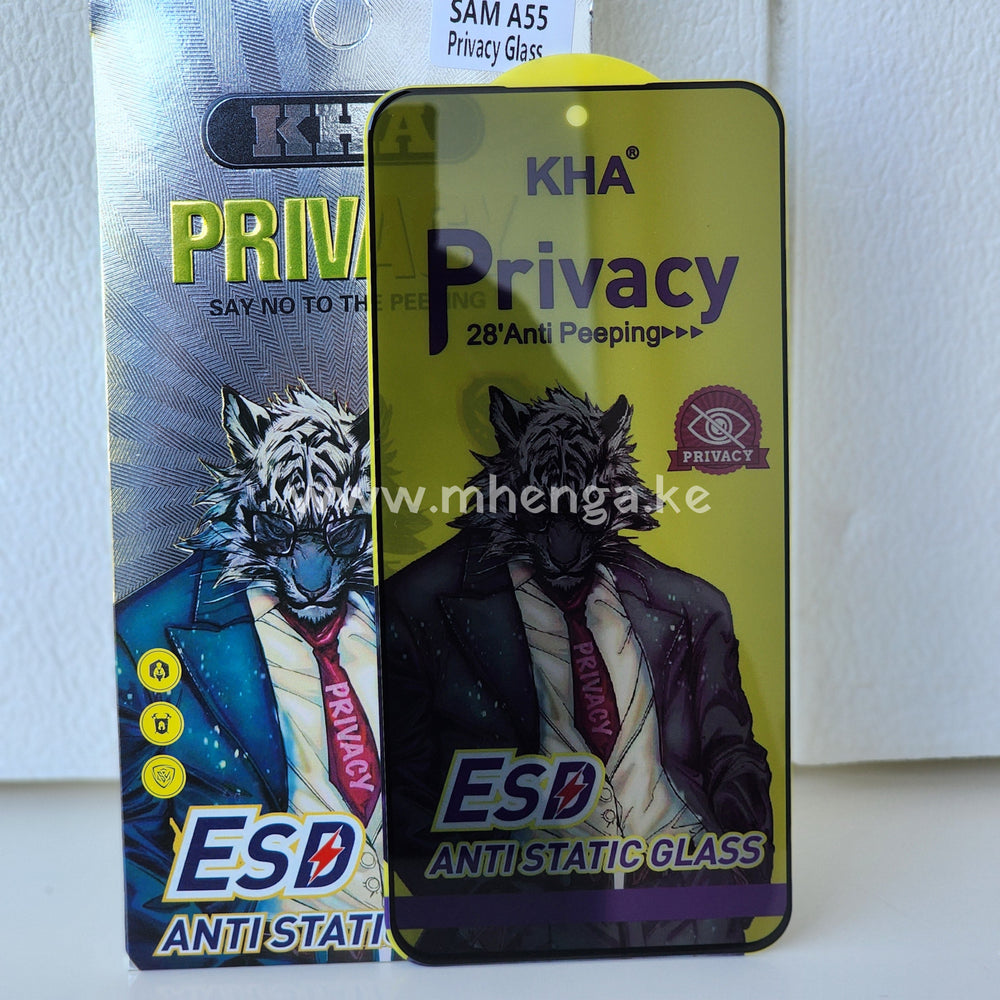 SAM A55
Privacy Glass
KHA
PRIVA
SAY NO TO THE PEEPING
PRIVACY
ESD
ANTI STATI
KHA®
Privacy
28'Anti Peeping
PRIVACY
www.mhenga.ke
PRIVACY
ESD
ANTI STATIC GLASS